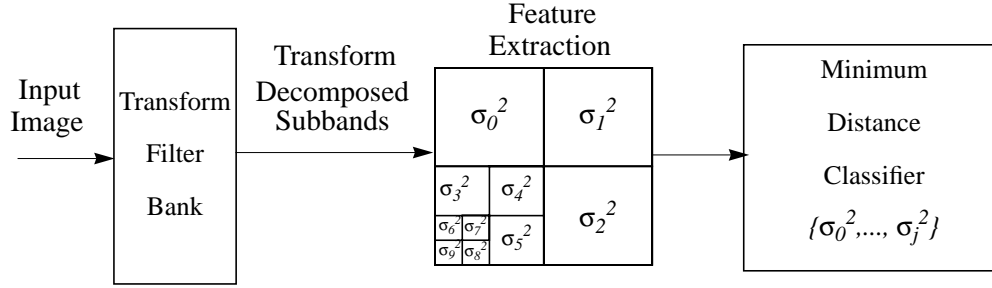 Input
Image
Transform
Filter
Bank
Transform
Decomposed
Subbands
Feature
Extraction
σ₀² σ₁²
σ₃² σ₄²
σ₂²
σ₆² σ₇²
σ₅²
σ₉² σ₈²
Minimum
Distance
Classifier
{σ₀²,..., σⱼ²}